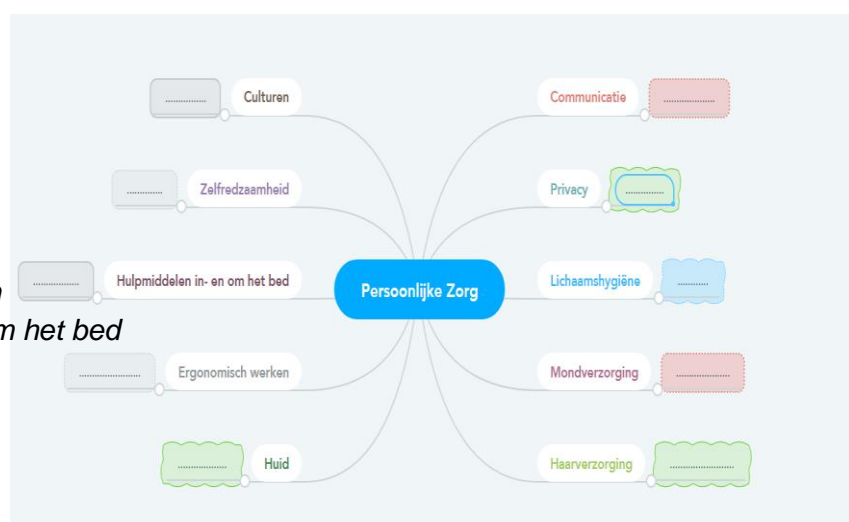 Culturen
Zelfredzaamheid
Hulpmiddelen in- en om het bed
Ergonomisch werken
Huid
Persoonlijke Zorg
Communicatie
Privacy
Lichaamshygiëne
Mondverzorging
Haarverzorging
m het bed